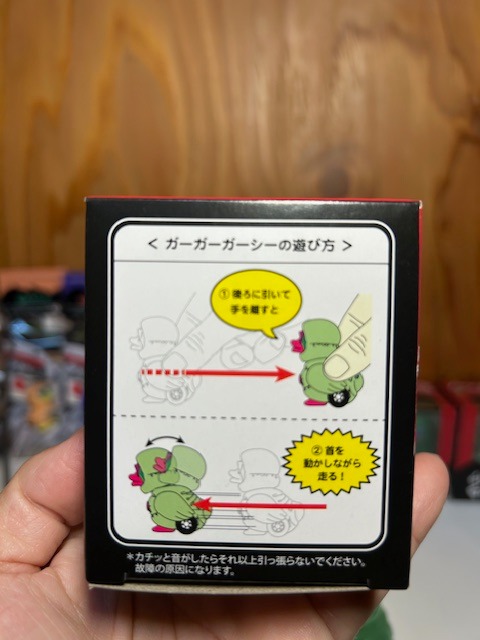 < ガーガーガーシーの遊び方 >
① 後ろに引いて
手を離すと
② 首を
動かしながら
走る！
＊カチッと音がしたらそれ以上引っ張らないでください。
故障の原因になります。